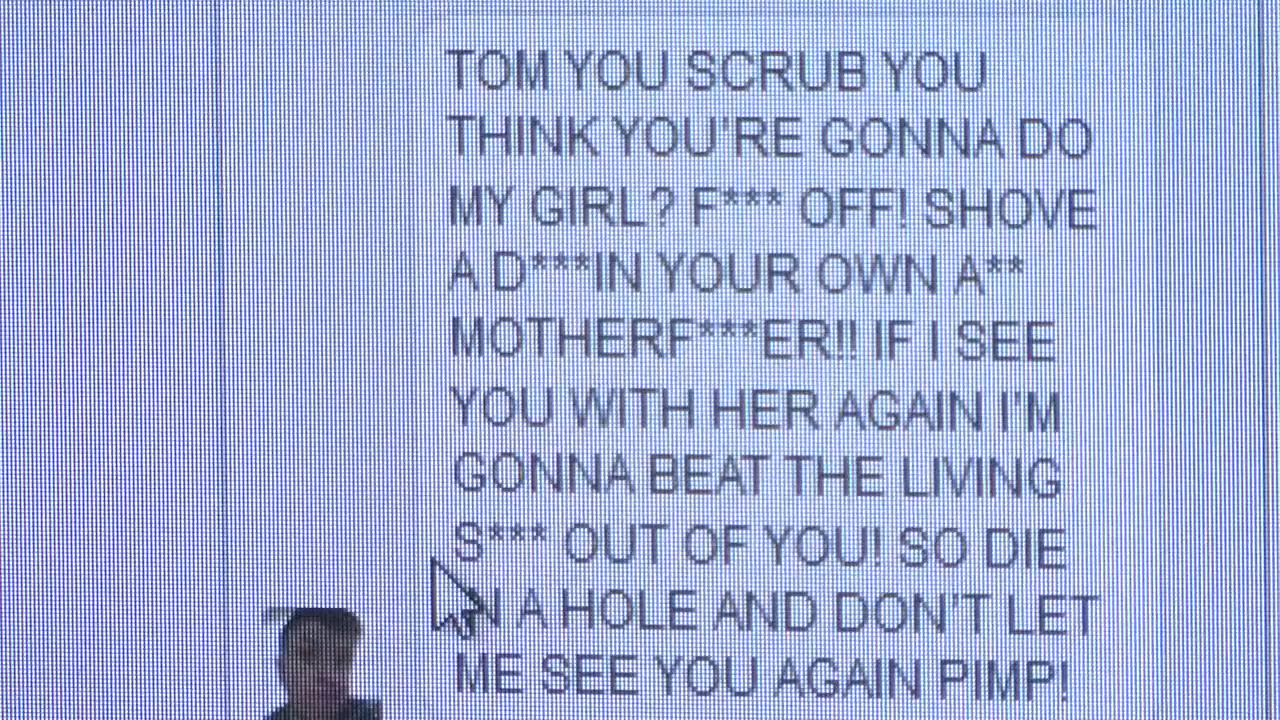 TOM YOU SCRUB YOU
THINK YOU'RE GONNA DO
MY GIRL? F*** OFF! SHOVE
A D***IN YOUR OWN A**
MOTHERF***ER!! IF I SEE
YOU WITH HER AGAIN I'M
GONNA BEAT THE LIVING
S*** OUT OF YOU! SO DIE
IN A HOLE AND DON'T LET
ME SEE YOU AGAIN PIMP!